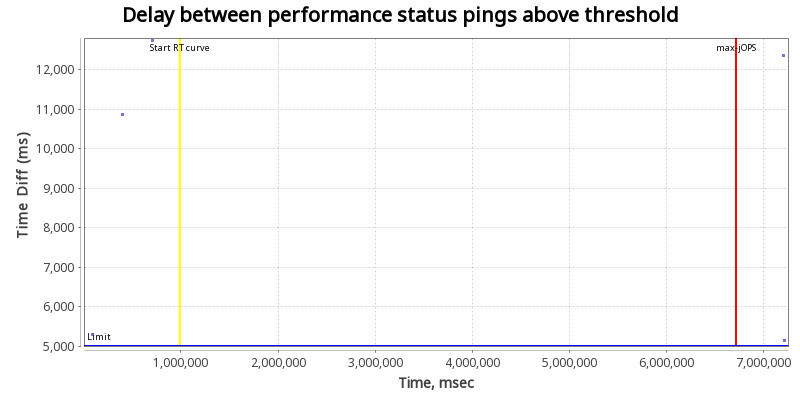 Delay between performance status pings above threshold
Start RT curve
max-jOPS
12,000
11,000
10,000
9,000
8,000
7,000
6,000
5,000
Time Diff (ms)
Limit
1,000,000
2,000,000
3,000,000
4,000,000
5,000,000
6,000,000
7,000,000
Time, msec